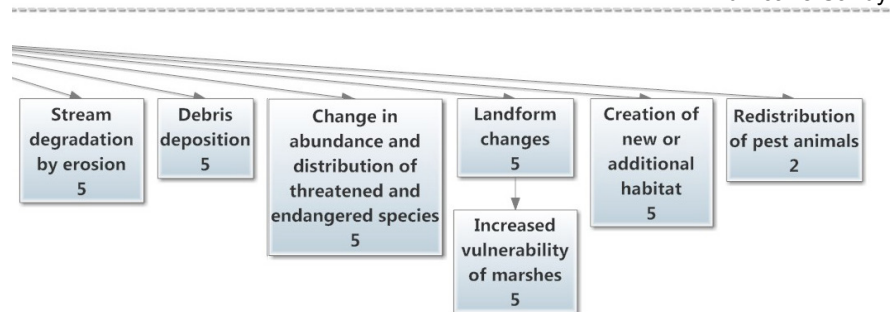 Stream
degradation
by erosion
5
Debris
deposition
5
Change in
abundance and
distribution of
threatened and
endangered species
5
Landform
changes
5
Creation of
new or
additional
habitat
5
Redistribution
of pest animals
2
Increased
vulnerability
of marshes
5